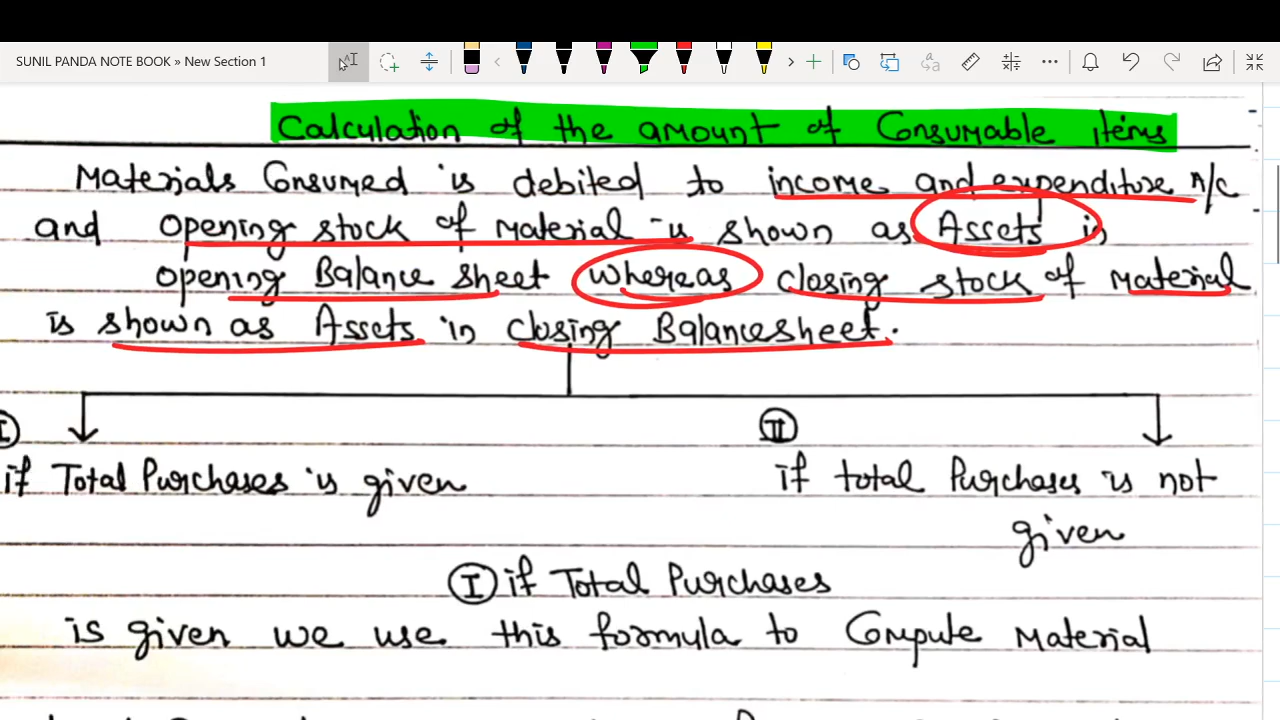 SUNIL PANDA NOTE BOOK » New Section 1
Calculation of the amount of Consumable items
Materials Consumed is debited to income and expenditure A/C
and opening stock of material is shown as Assets in
opening Balance sheet whereas closing stock of material
is shown as Assets in closing Balancesheet.
I
II
if Total Purchases is given
if total Purchases is not
given
I if Total Purchases
is given we use this formula to Compute Material